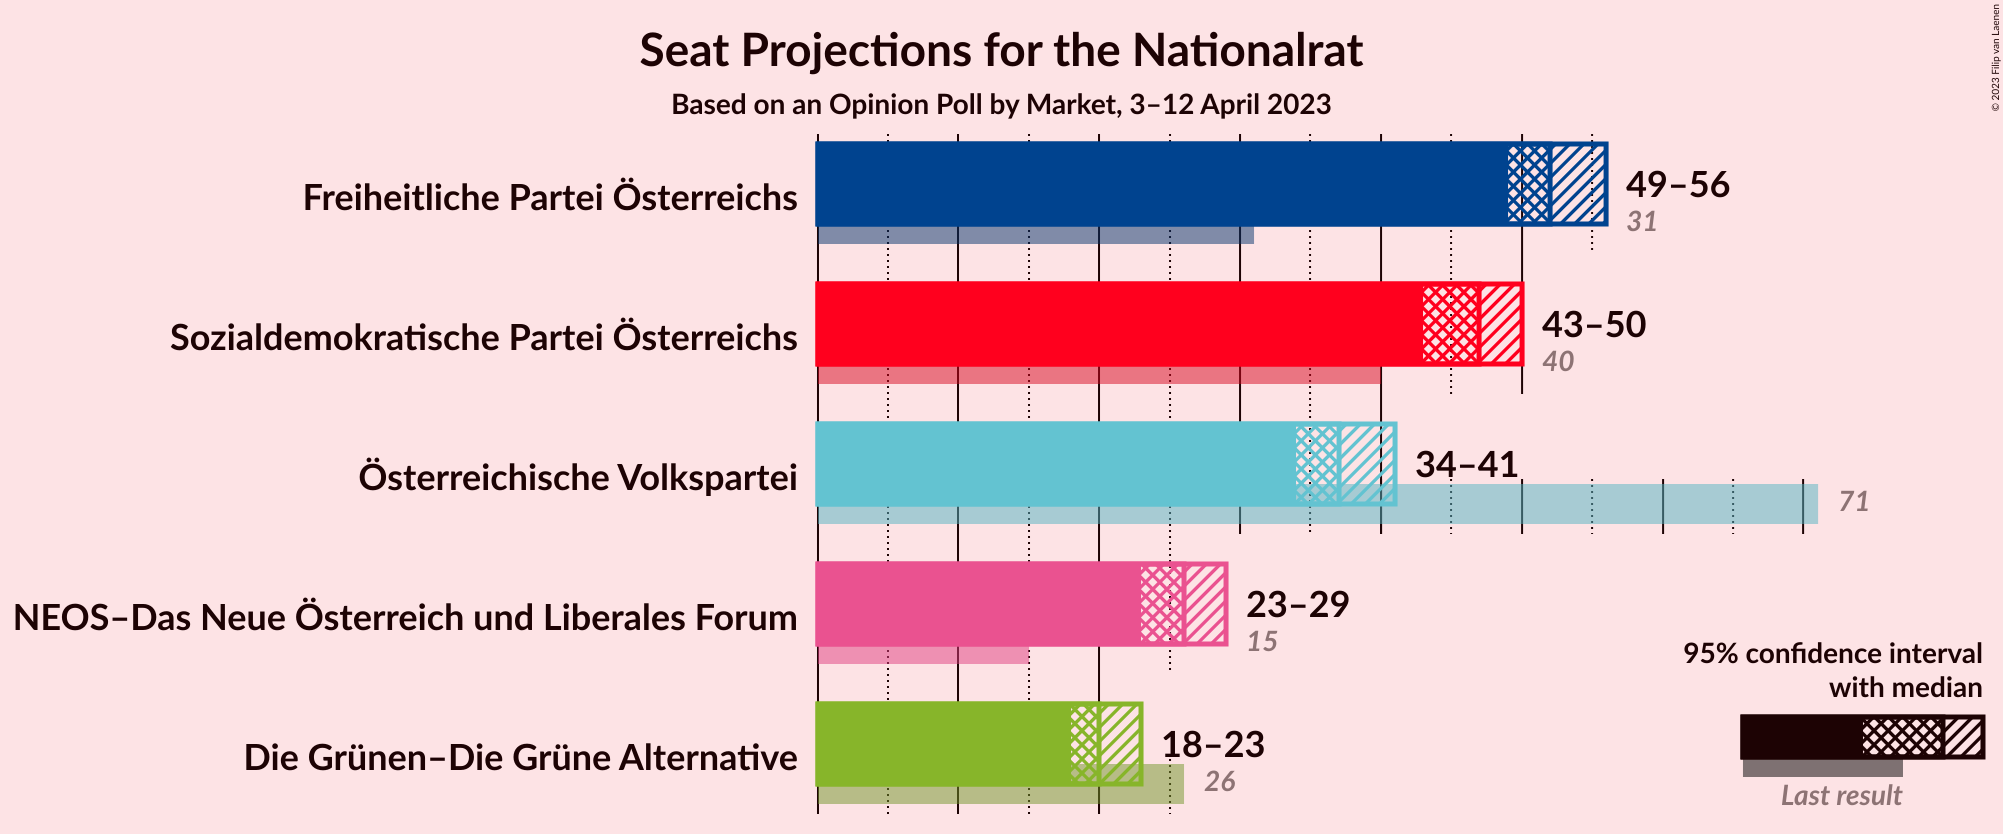 Seat Projections for the Nationalrat
Based on an Opinion Poll by Market, 3–12 April 2023
© 2023 Filip van Laenen
Freiheitliche Partei Österreichs
49–56
31
Sozialdemokratische Partei Österreichs
43–50
40
Österreichische Volkspartei
34–41
71
NEOS–Das Neue Österreich und Liberales Forum
23–29
15
Die Grünen–Die Grüne Alternative
18–23
26
95% confidence interval
with median
Last result